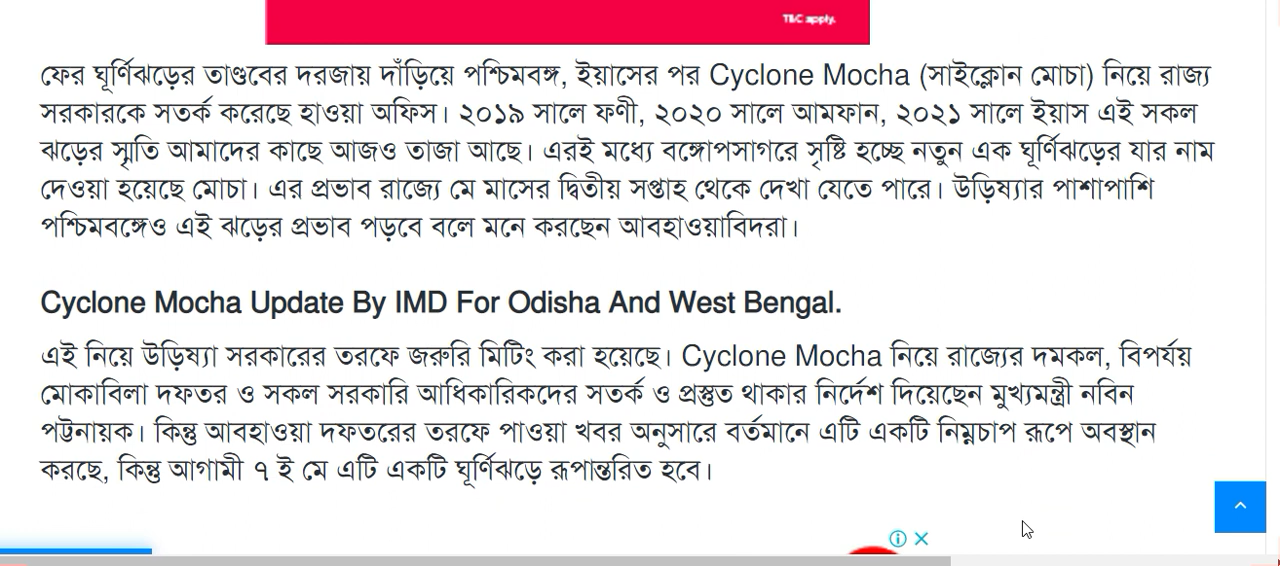 T&C apply.
ফের ঘূর্ণিঝড়ের তাণ্ডবের দরজায় দাঁড়িয়ে পশ্চিমবঙ্গ, ইয়াসের পর Cyclone Mocha (সাইক্লোন মোচা) নিয়ে রাজ্য
সরকারকে সতর্ক করেছে হাওয়া অফিস। ২০১৯ সালে ফণী, ২০২০ সালে আমফান, ২০২১ সালে ইয়াস এই সকল
ঝড়ের স্মৃতি আমাদের কাছে আজও তাজা আছে। এরই মধ্যে বঙ্গোপসাগরে সৃষ্টি হচ্ছে নতুন এক ঘূর্ণিঝড়ের যার নাম
দেওয়া হয়েছে মোচা। এর প্রভাব রাজ্যে মে মাসের দ্বিতীয় সপ্তাহ থেকে দেখা যেতে পারে। উড়িষ্যার পাশাপাশি
পশ্চিমবঙ্গেও এই ঝড়ের প্রভাব পড়বে বলে মনে করছেন আবহাওয়াবিদরা।
Cyclone Mocha Update By IMD For Odisha And West Bengal.
এই নিয়ে উড়িষ্যা সরকারের তরফে জরুরি মিটিং করা হয়েছে। Cyclone Mocha নিয়ে রাজ্যের দমকল, বিপর্যয়
মোকাবিলা দফতর ও সকল সরকারি আধিকারিকদের সতর্ক ও প্রস্তুত থাকার নির্দেশ দিয়েছেন মুখ্যমন্ত্রী নবিন
পট্টনায়ক। কিন্তু আবহাওয়া দফতরের তরফে পাওয়া খবর অনুসারে বর্তমানে এটি একটি নিম্নচাপ রূপে অবস্থান
করছে, কিন্তু আগামী ৭ ই মে এটি একটি ঘূর্ণিঝড়ে রূপান্তরিত হবে।